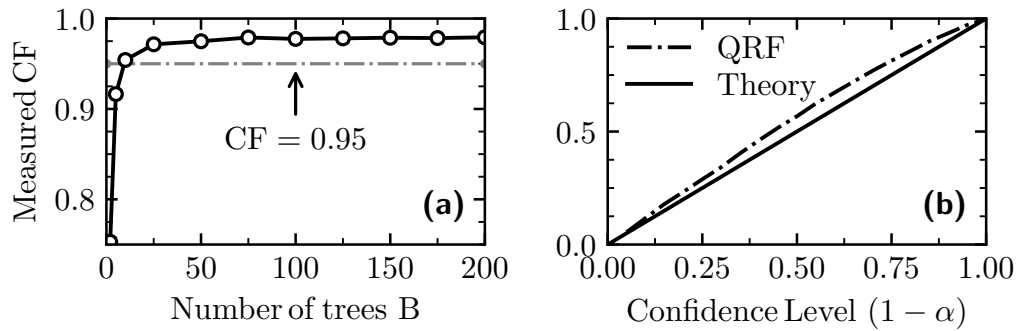 1.0
0.9
0.8
Measured CF
CF = 0.95
(a)
0 50 100 150 200
Number of trees B
1.0
0.5
0.0
QRF
Theory
(b)
0.00 0.25 0.50 0.75 1.00
Confidence Level (1 − α)